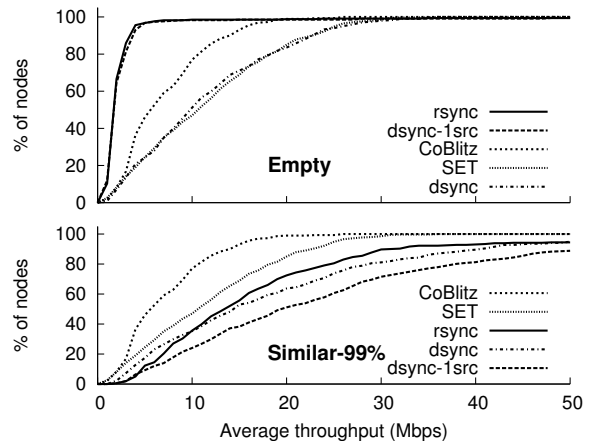 100
80
60
40
20
0
% of nodes
rsync
dsync-1src
CoBlitz
SET
dsync
Empty
100
80
60
40
20
0
% of nodes
CoBlitz
SET
rsync
dsync
dsync-1src
Similar-99%
0 10 20 30 40 50
Average throughput (Mbps)